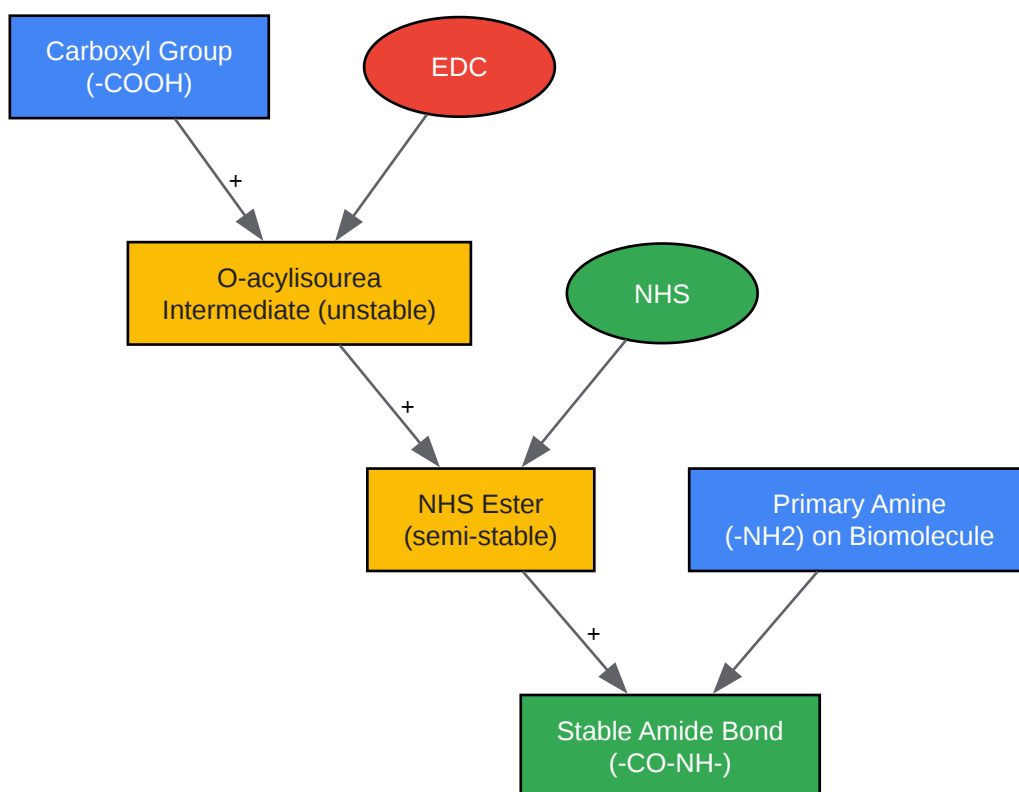 Carboxyl Group
(-COOH)
EDC
+
O-acylisourea
Intermediate (unstable)
NHS
+
NHS Ester
(semi-stable)
Primary Amine
(-NH2) on Biomolecule
+
Stable Amide Bond
(-CO-NH-)